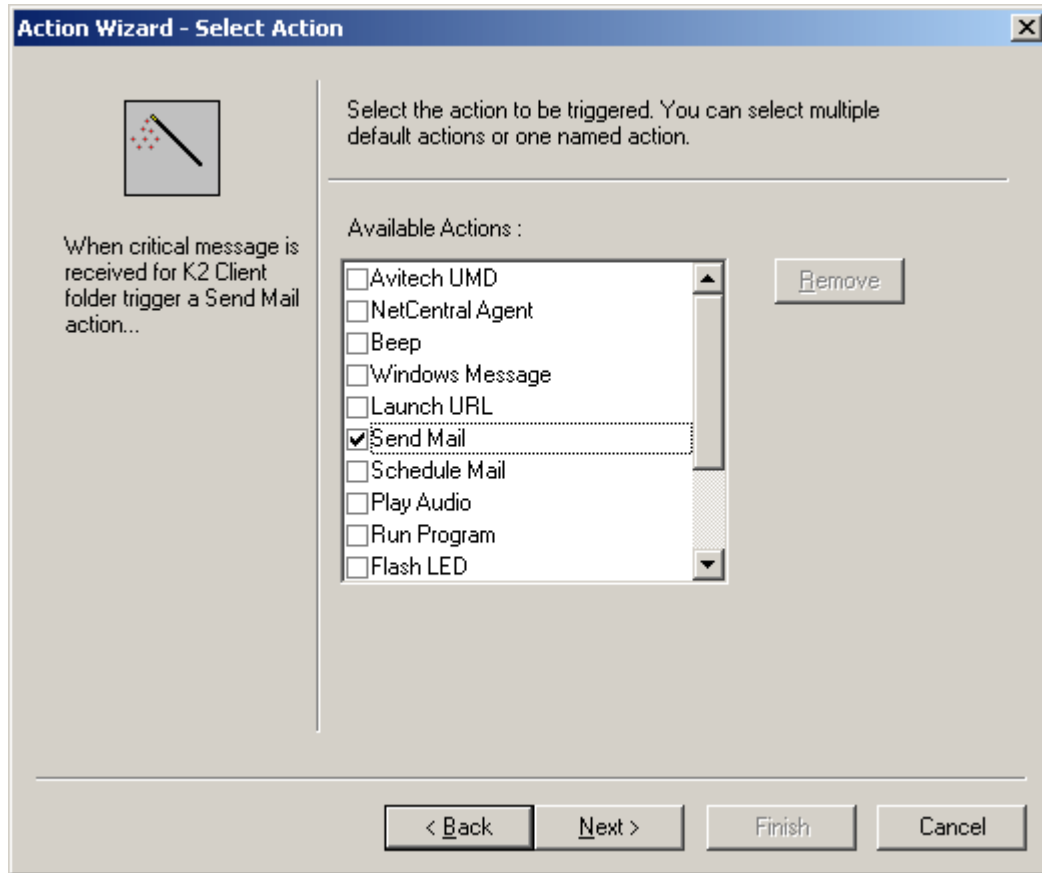 Action Wizard - Select Action
Select the action to be triggered. You can select multiple
default actions or one named action.
When critical message is
received for K2 Client
folder trigger a Send Mail
action...
Available Actions :
Avitech UMD
NetCentral Agent
Beep
Windows Message
Launch URL
Send Mail
Schedule Mail
Play Audio
Run Program
Flash LED
Remove
< Back
Next >
Finish
Cancel